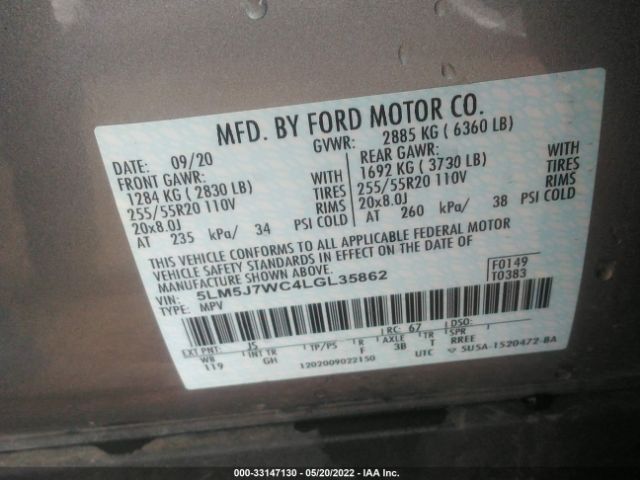 MFD. BY FORD MOTOR CO.
DATE: 09/20 GVWR: 2885 KG ( 6360 LB)
FRONT GAWR: REAR GAWR:
1284 KG ( 2830 LB) WITH 1692 KG ( 3730 LB) WITH
255/55R20 110V TIRES 255/55R20 110V TIRES
20x8.0J RIMS 20x8.0J RIMS
AT 235 kPa/ 34 PSI COLD AT 260 kPa/ 38 PSI COLD
THIS VEHICLE CONFORMS TO ALL APPLICABLE FEDERAL MOTOR
VEHICLE SAFETY STANDARDS IN EFFECT ON THE DATE OF
MANUFACTURE SHOWN ABOVE.
VIN: 5LM5J7WC4LGL35862 F0149
TYPE: MPV T0383
EXT PNT: J5 RC: 67 DSO:
WB INT TR TP/PS R AXLE TR SPR
119 GH F 3B T RREE
1202009022150 UTC 5U5A-1520472-BA
000-33147130 - 05/20/2022 - IAA Inc.